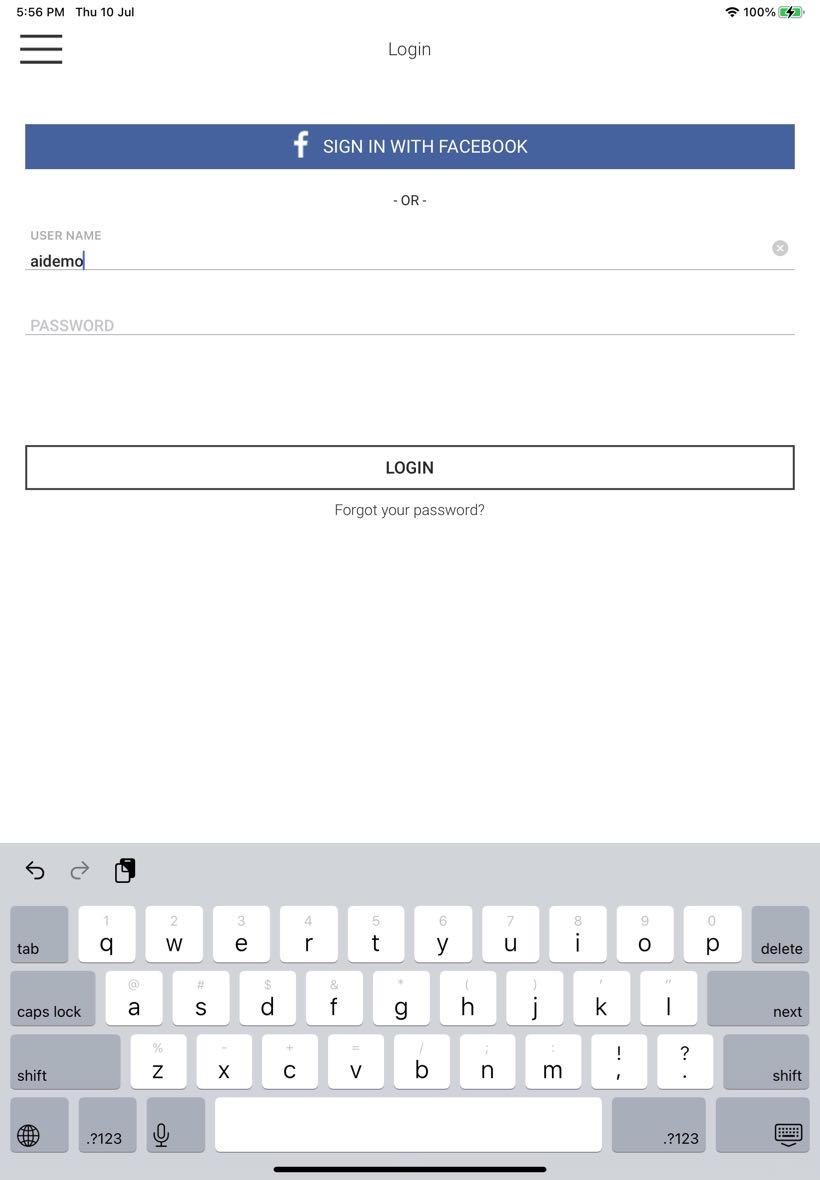 5:56 PM Thu 10 Jul 100%
Login
f SIGN IN WITH FACEBOOK
- OR -
USER NAME
aidemo
PASSWORD
LOGIN
Forgot your password?
1 2 3 4 5 6 7 8 9 0
tab q w e r t y u i o p delete
@ # $ & * ( ) ' "
caps lock a s d f g h j k l next
% - + = / ; : ! ?
shift z x c v b n m , . shift
.?123 .?123